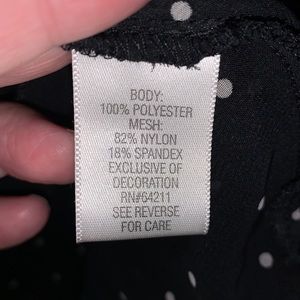 BODY:
100% POLYESTER
MESH:
82% NYLON
18% SPANDEX
EXCLUSIVE OF
DECORATION
RN#64211
SEE REVERSE
FOR CARE